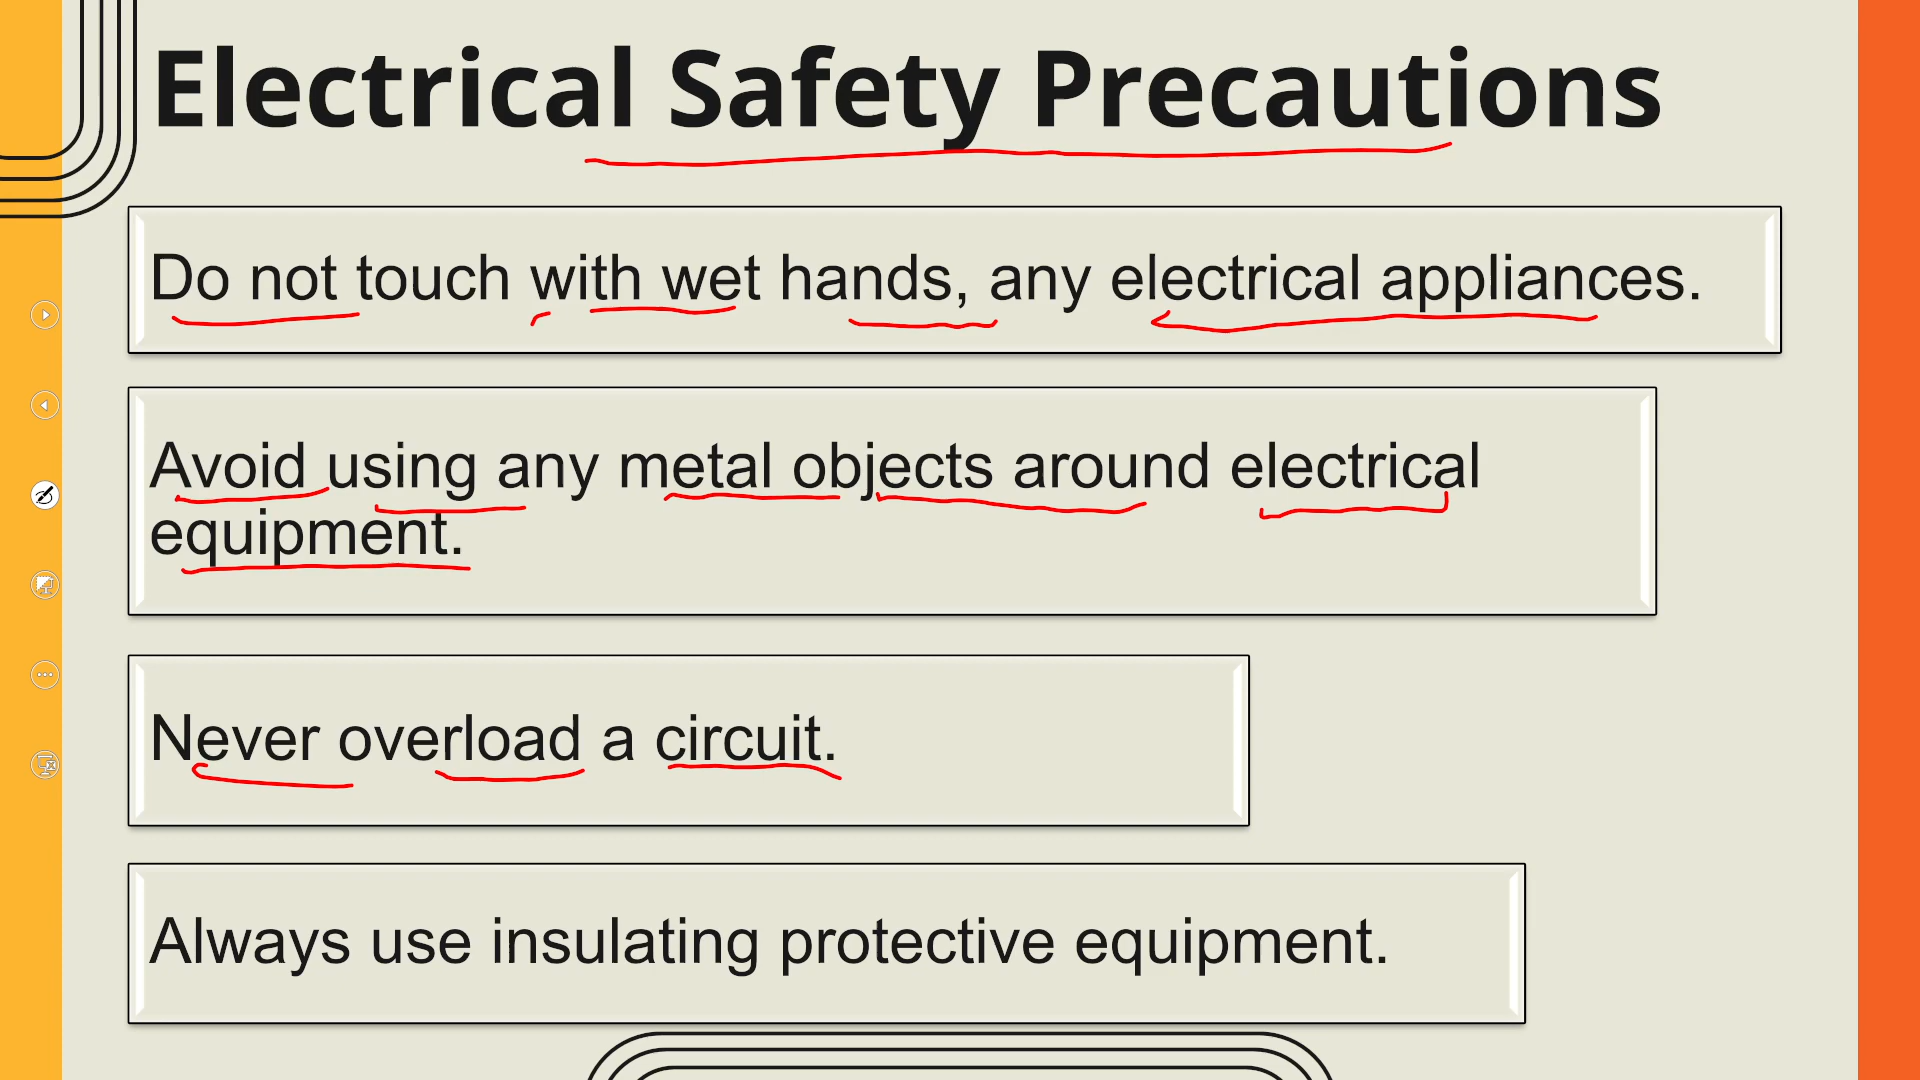 Electrical Safety Precautions
Do not touch with wet hands, any electrical appliances.
Avoid using any metal objects around electrical
equipment.
Never overload a circuit.
Always use insulating protective equipment.